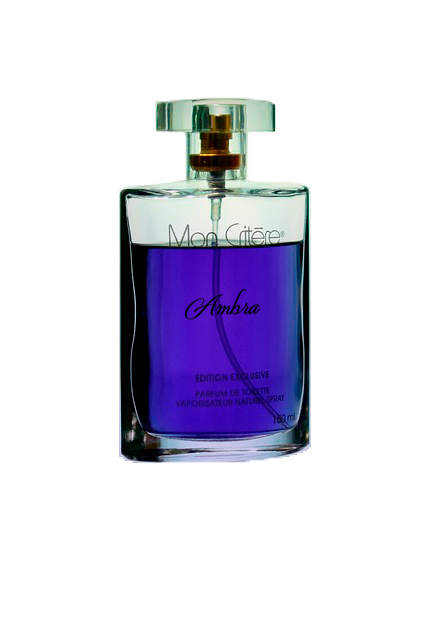 Mon Critère®
Ambra
ÉDITION EXCLUSIVE
PARFUM DE TOILETTE
VAPORISATEUR NATUREL SPRAY
100 ml